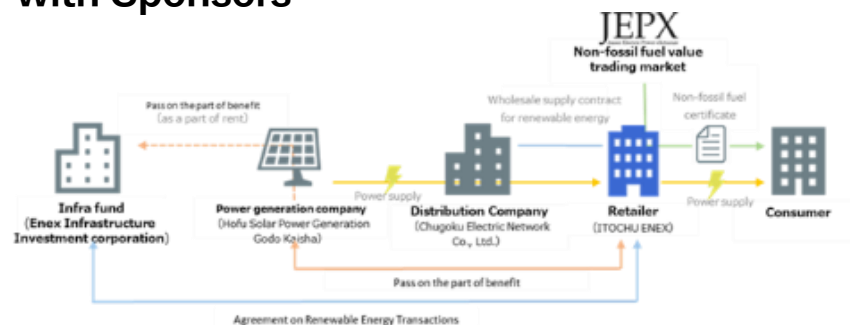 with Sponsors
JEPX
Non-fossil fuel value
trading market
Pass on the part of benefit
(as a part of rent)
Wholesale supply contract
for renewable energy
Non-fossil fuel
certificate
Power supply
Power supply
Infra fund
(Enex Infrastructure
Investment corporation)
Power generation company
(Hofu Solar Power Generation
Godo Kaisha)
Distribution Company
(Chugoku Electric Network
Co., Ltd.)
Retailer
(ITOCHU ENEX)
Consumer
Pass on the part of benefit
Agreement on Renewable Energy Transactions